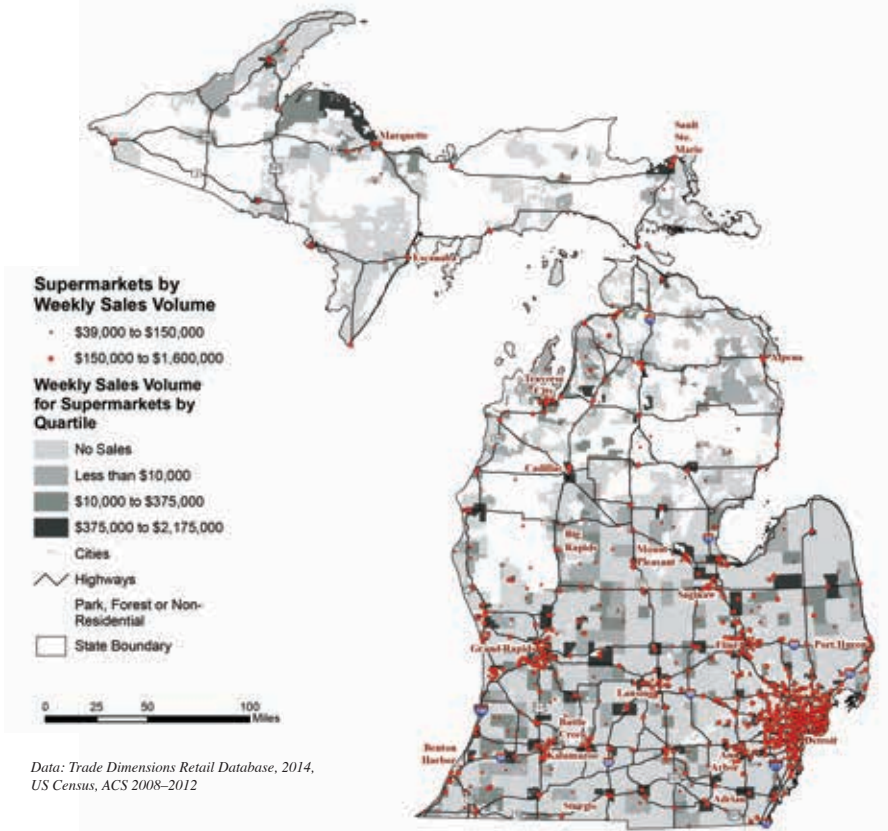 Marquette
Sault
Ste.
Marie
Escanaba
Supermarkets by
Weekly Sales Volume
$39,000 to $150,000
$150,000 to $1,600,000
Weekly Sales Volume
for Supermarkets by
Quartile
No Sales
Less than $10,000
$10,000 to $375,000
$375,000 to $2,175,000
Cities
Highways
Park, Forest or Non-
Residential
State Boundary
0 25 50 100
Miles
Data: Trade Dimensions Retail Database, 2014,
US Census, ACS 2008–2012
Alpena
Traverse
City
Cadillac
Big
Rapids
Mount
Pleasant
Saginaw
Grand Rapids
Flint
Port Huron
Lansing
Battle
Creek
Detroit
Benton
Harbor
Kalamazoo
Ann
Arbor
Sturgis
Adrian